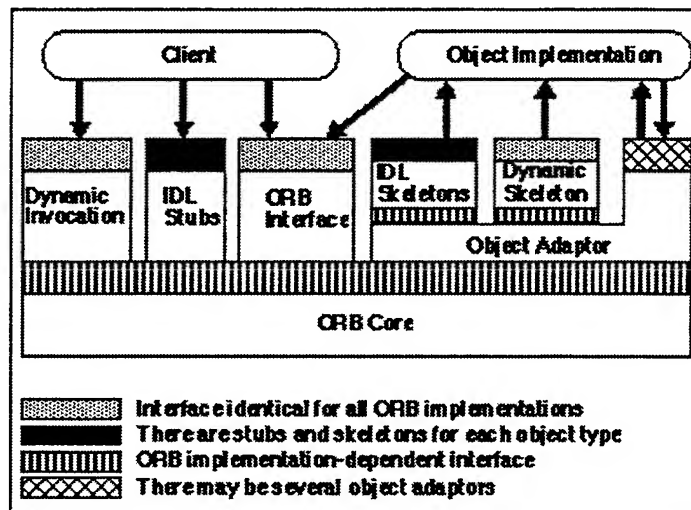 Client
Object Implementation
Dynamic
Invocation
IDL
Stubs
ORB
Interface
IDL
Skeletons
Dynamic
Skeleton
Object Adaptor
ORB Core
Interface identical for all ORB implementations
There are stubs and skeletons for each object type
ORB implementation-dependent interface
There may be several object adaptors